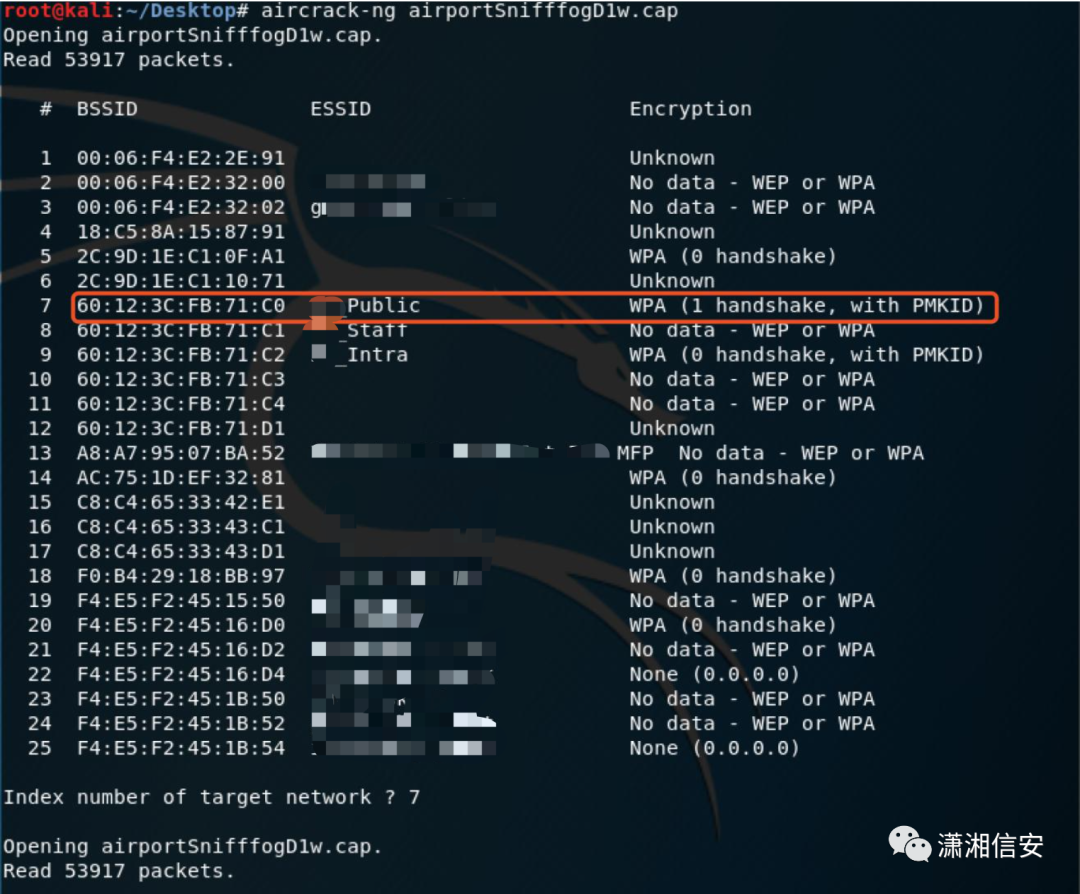 root@kali:~/Desktop# aircrack-ng airportSnifffogD1w.cap
Opening airportSnifffogD1w.cap.
Read 53917 packets.
# BSSID ESSID Encryption
1 00:06:F4:E2:2E:91 Unknown
2 00:06:F4:E2:32:00 No data - WEP or WPA
3 00:06:F4:E2:32:02 g No data - WEP or WPA
4 18:C5:8A:15:87:91 Unknown
5 2C:9D:1E:C1:0F:A1 WPA (0 handshake)
6 2C:9D:1E:C1:10:71 Unknown
7 60:12:3C:FB:71:C0 _Public WPA (1 handshake, with PMKID)
8 60:12:3C:FB:71:C1 _Staff No data - WEP or WPA
9 60:12:3C:FB:71:C2 _Intra WPA (0 handshake, with PMKID)
10 60:12:3C:FB:71:C3 No data - WEP or WPA
11 60:12:3C:FB:71:C4 No data - WEP or WPA
12 60:12:3C:FB:71:D1 Unknown
13 A8:A7:95:07:BA:52 MFP No data - WEP or WPA
14 AC:75:1D:EF:32:81 WPA (0 handshake)
15 C8:C4:65:33:42:E1 Unknown
16 C8:C4:65:33:43:C1 Unknown
17 C8:C4:65:33:43:D1 Unknown
18 F0:B4:29:18:BB:97 WPA (0 handshake)
19 F4:E5:F2:45:15:50 No data - WEP or WPA
20 F4:E5:F2:45:16:D0 WPA (0 handshake)
21 F4:E5:F2:45:16:D2 No data - WEP or WPA
22 F4:E5:F2:45:16:D4 None (0.0.0.0)
23 F4:E5:F2:45:1B:50 No data - WEP or WPA
24 F4:E5:F2:45:1B:52 No data - WEP or WPA
25 F4:E5:F2:45:1B:54 None (0.0.0.0)
Index number of target network ? 7
Opening airportSnifffogD1w.cap.
Read 53917 packets.
潇湘信安